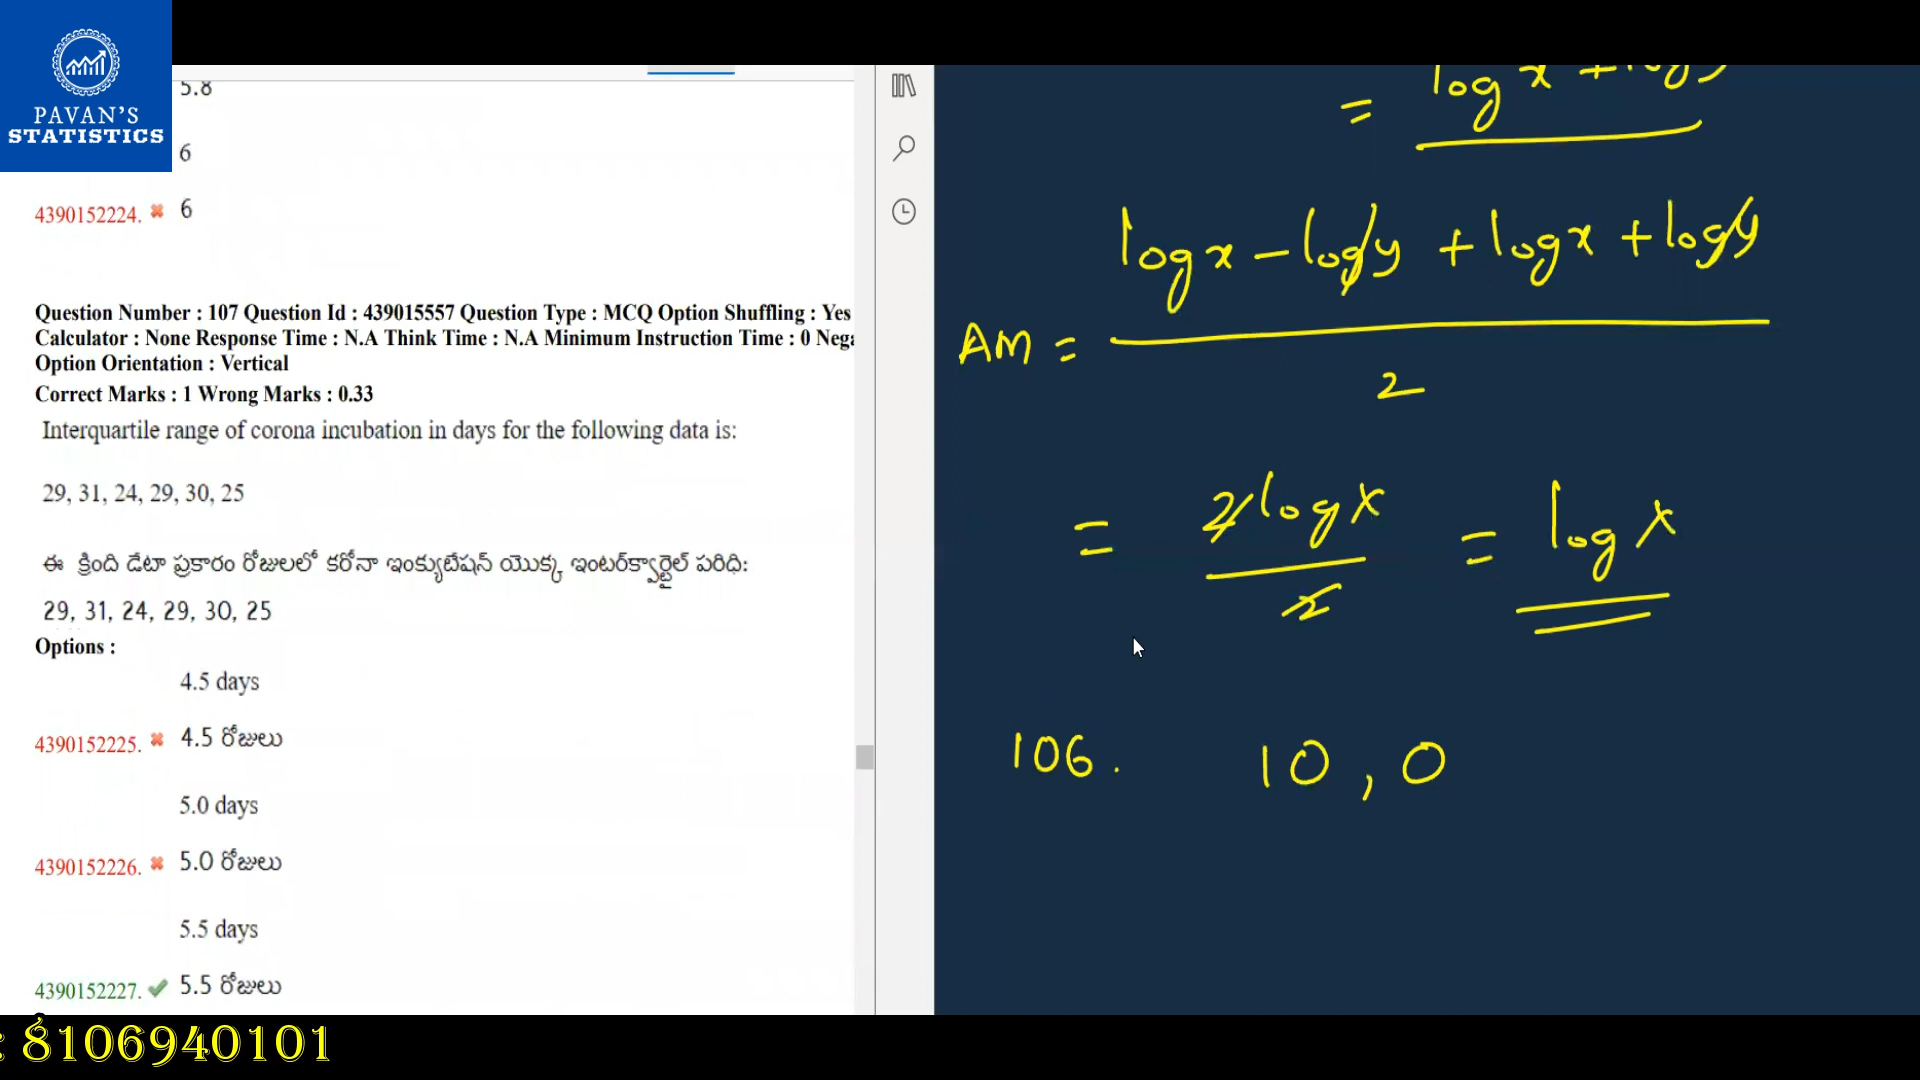 PAVAN'S
STATISTICS
5.8
6
4390152224. 6
Question Number : 107 Question Id : 439015557 Question Type : MCQ Option Shuffling : Yes
Calculator : None Response Time : N.A Think Time : N.A Minimum Instruction Time : 0 Nega
Option Orientation : Vertical
Correct Marks : 1 Wrong Marks : 0.33
Interquartile range of corona incubation in days for the following data is:
29, 31, 24, 29, 30, 25
ఈ క్రింది డేటా ప్రకారం రోజులలో కరోనా ఇంక్యుబేషన్ యొక్క ఇంటర్‌క్వార్టైల్ పరిధి:
29, 31, 24, 29, 30, 25
Options :
4.5 days
4390152225. 4.5 రోజులు
5.0 days
4390152226. 5.0 రోజులు
5.5 days
4390152227. 5.5 రోజులు
= log x + log y
log x - log y + log x + log y
AM =
2
= 2 log x = log x
2
106. 10, 0
: 8106940101